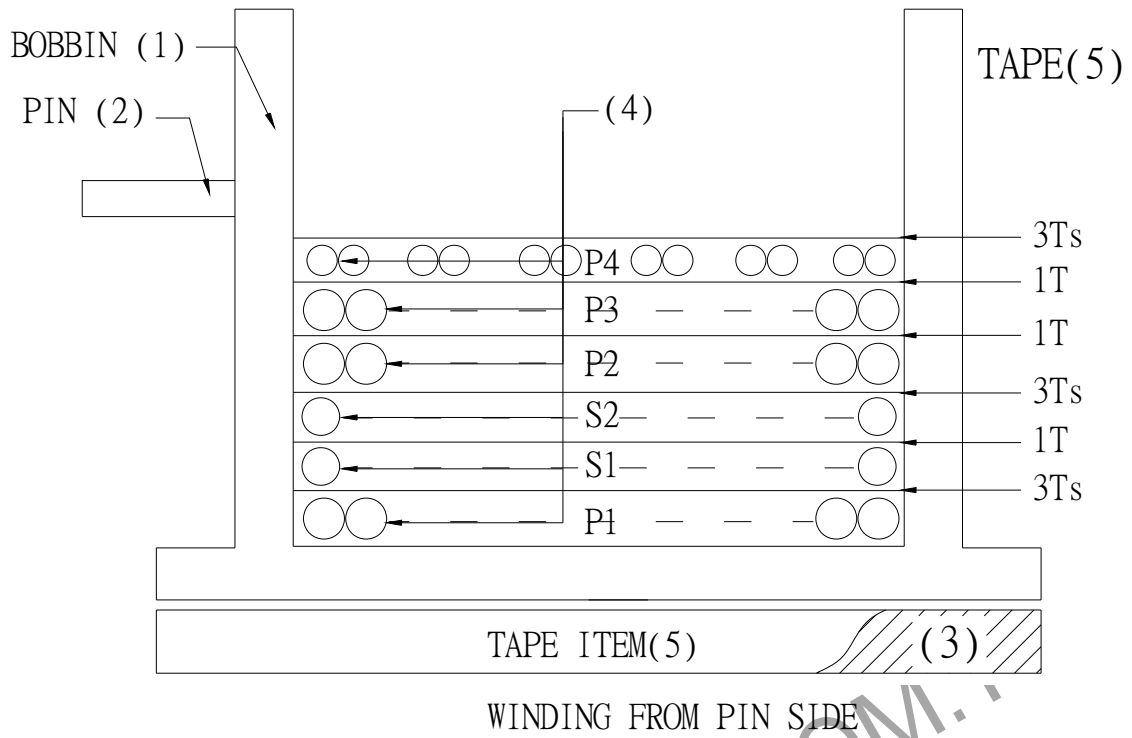 BOBBIN (1)
TAPE(5)
PIN (2)
(4)
3Ts
P4
1T
P3
1T
P2
3Ts
S2
1T
S1
3Ts
P1
TAPE ITEM(5)
(3)
WINDING FROM PIN SIDE
OM.